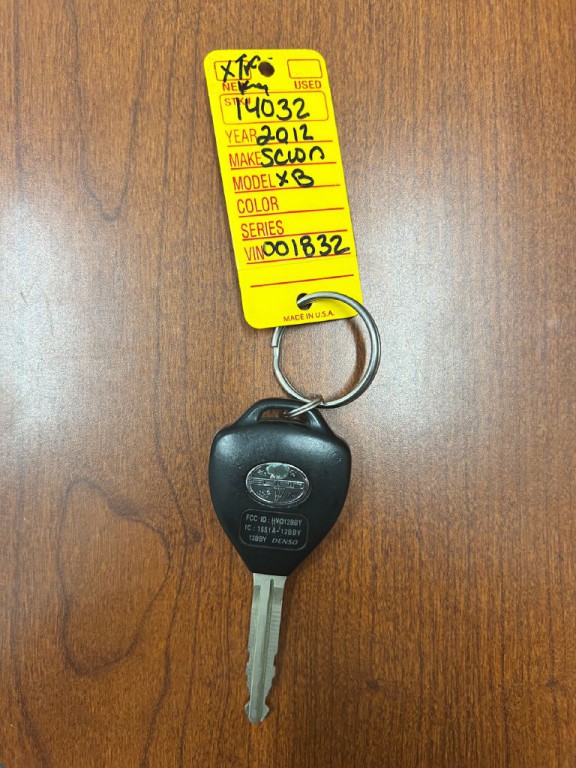 NE USED
STK# 14032
YEAR 2012
MAKE SCION
MODEL XB
COLOR
SERIES
VIN 001832
MADE IN U.S.A.
FCC ID : HYQ12BBY
IC : 1551A-12BBY
12BBY DENSO